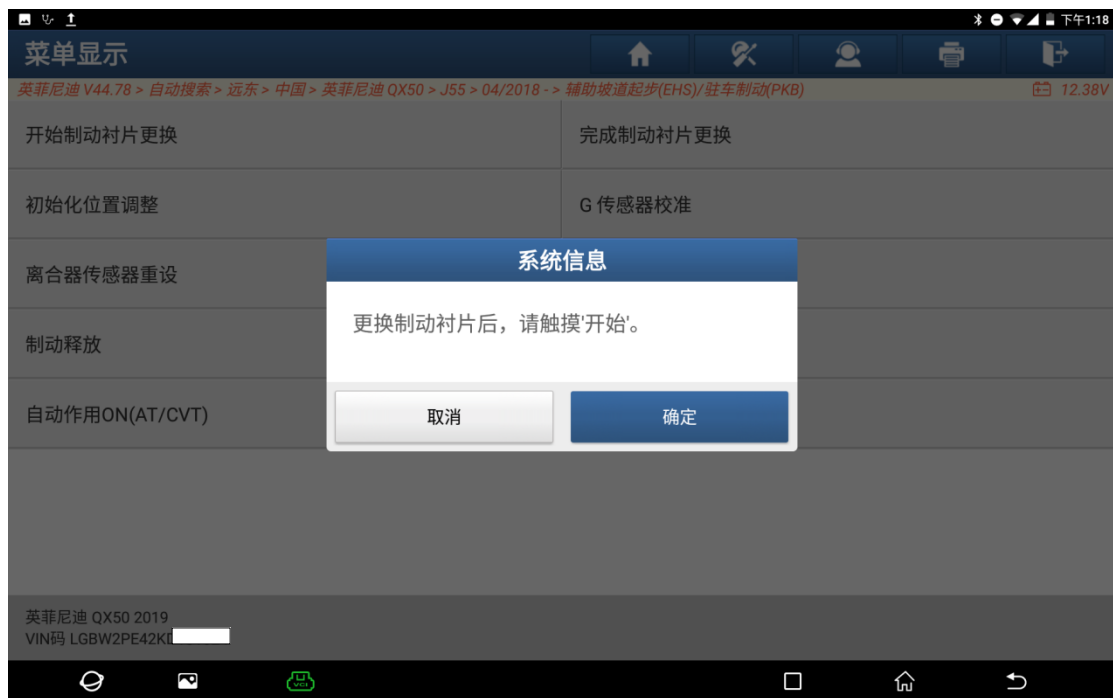 下午1:18
菜单显示
英菲尼迪 V44.78 > 自动搜索 > 远东 > 中国 > 英菲尼迪 QX50 > J55 > 04/2018 - > 辅助坡道起步(EHS)/驻车制动(PKB)
12.38V
开始制动衬片更换
完成制动衬片更换
初始化位置调整
G 传感器校准
离合器传感器重设
系统信息
更换制动衬片后，请触摸'开始'。
制动释放
自动作用ON(AT/CVT)
取消
确定
英菲尼迪 QX50 2019
VIN码 LGBW2PE42K
VCI